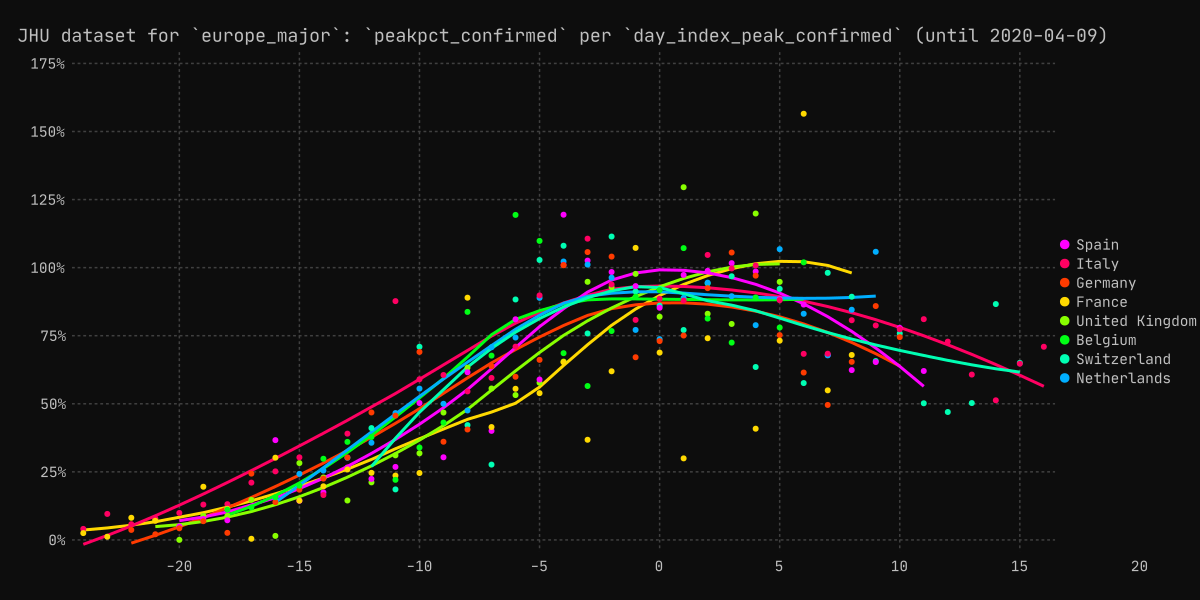 JHU dataset for `europe_major`: `peakpct_confirmed` per `day_index_peak_confirmed` (until 2020-04-09)
175%
150%
125%
100%
75%
50%
25%
0%
-20 -15 -10 -5 0 5 10 15 20
Spain
Italy
Germany
France
United Kingdom
Belgium
Switzerland
Netherlands